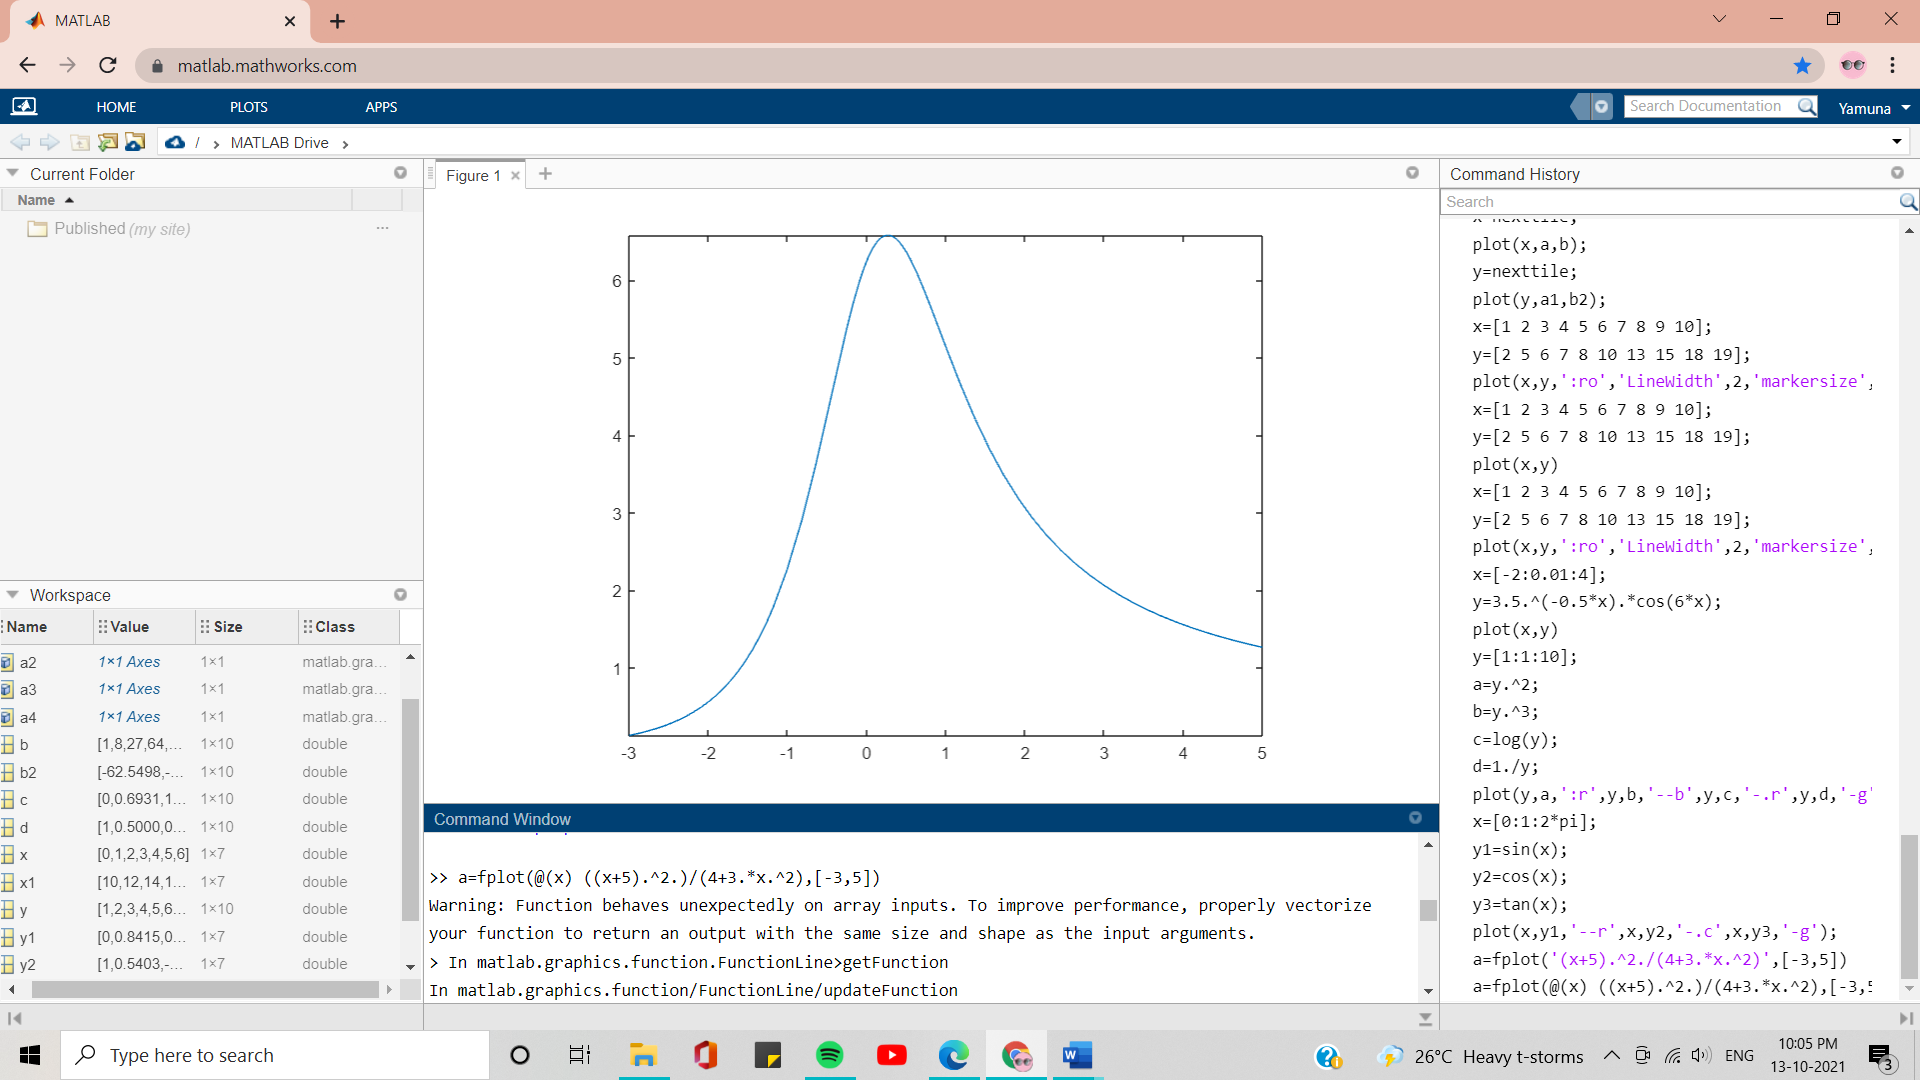 MATLAB
matlab.mathworks.com
HOME PLOTS APPS
Search Documentation
Yamuna
/ > MATLAB Drive >
Current Folder
Name
Published (my site)
Workspace
Name Value Size Class
a2 1×1 Axes 1×1 matlab.gra...
a3 1×1 Axes 1×1 matlab.gra...
a4 1×1 Axes 1×1 matlab.gra...
b [1,8,27,64,... 1×10 double
b2 [-62.5498,-... 1×10 double
c [0,0.6931,1... 1×10 double
d [1,0.5000,0... 1×10 double
x [0,1,2,3,4,5,6] 1×7 double
x1 [10,12,14,1... 1×7 double
y [1,2,3,4,5,6... 1×10 double
y1 [0,0.8415,0... 1×7 double
y2 [1,0.5403,-... 1×7 double
Figure 1
6
5
4
3
2
1
-3 -2 -1 0 1 2 3 4 5
Command Window
>> a=fplot(@(x) ((x+5).^2.)/(4+3.*x.^2),[-3,5])
Warning: Function behaves unexpectedly on array inputs. To improve performance, properly vectorize
your function to return an output with the same size and shape as the input arguments.
> In matlab.graphics.function.FunctionLine>getFunction
In matlab.graphics.function/FunctionLine/updateFunction
Command History
Search
x=nexttile;
plot(x,a,b);
y=nexttile;
plot(y,a1,b2);
x=[1 2 3 4 5 6 7 8 9 10];
y=[2 5 6 7 8 10 13 15 18 19];
plot(x,y,':ro','LineWidth',2,'markersize',
x=[1 2 3 4 5 6 7 8 9 10];
y=[2 5 6 7 8 10 13 15 18 19];
plot(x,y)
x=[1 2 3 4 5 6 7 8 9 10];
y=[2 5 6 7 8 10 13 15 18 19];
plot(x,y,':ro','LineWidth',2,'markersize',
x=[-2:0.01:4];
y=3.5.^(-0.5*x).*cos(6*x);
plot(x,y)
y=[1:1:10];
a=y.^2;
b=y.^3;
c=log(y);
d=1./y;
plot(y,a,':r',y,b,'--b',y,c,'-.r',y,d,'-g'
x=[0:1:2*pi];
y1=sin(x);
y2=cos(x);
y3=tan(x);
plot(x,y1,'--r',x,y2,'-.c',x,y3,'-g');
a=fplot('(x+5).^2./(4+3.*x.^2)',[-3,5])
a=fplot(@(x) ((x+5).^2.)/(4+3.*x.^2),[-3,5
Type here to search
26°C Heavy t-storms
ENG
10:05 PM
13-10-2021
3